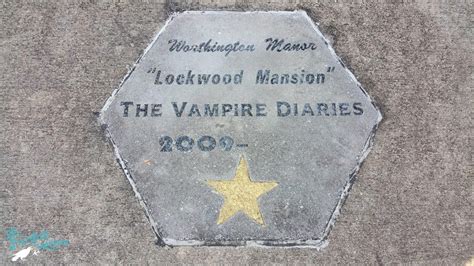 Worthington Manor
"Lockwood Mansion"
THE VAMPIRE DIARIES
2009-